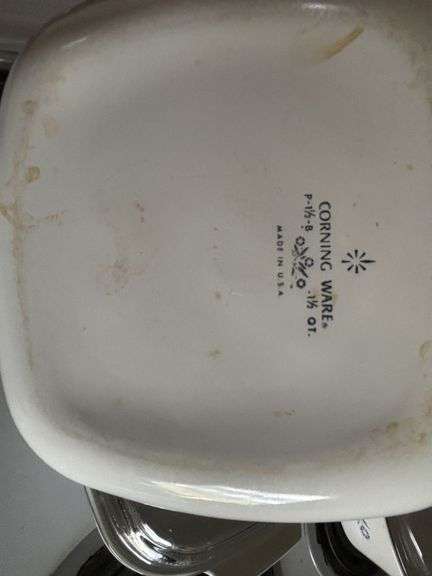 CORNING WARE®
P-1½-B - 1½ QT.
MADE IN U.S.A.